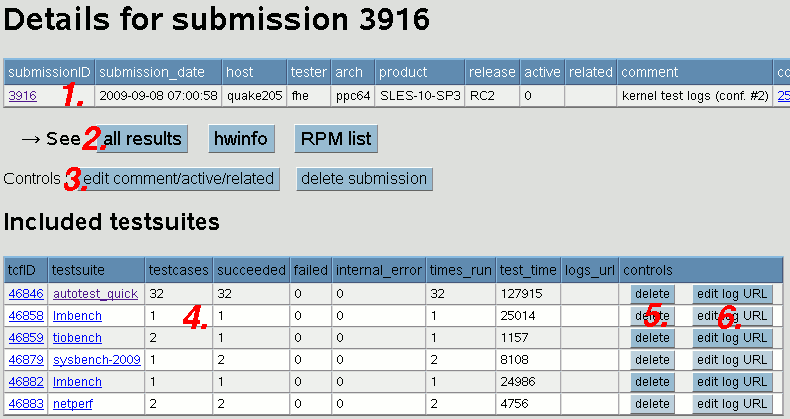 Details for submission 3916
submissionID submission_date host tester arch product release active related comment co
3916 1. 2009-09-08 07:00:58 quake205 fhe ppc64 SLES-10-SP3 RC2 0 kernel test logs (conf. #2) 25
→ See 2. all results hwinfo RPM list
Controls 3. edit comment/active/related delete submission
Included testsuites
tcfID testsuite testcases succeeded failed internal_error times_run test_time logs_url controls
46846 autotest_quick 32 32 0 0 32 127915 delete edit log URL
46858 lmbench 1 4. 1 0 0 1 25014 delete 5. edit log URL 6.
46859 tiobench 2 1 0 0 1 1157 delete edit log URL
46879 sysbench-2009 1 2 0 0 2 8108 delete edit log URL
46882 lmbench 1 1 0 0 1 24986 delete edit log URL
46883 netperf 2 2 0 0 2 4756 delete edit log URL